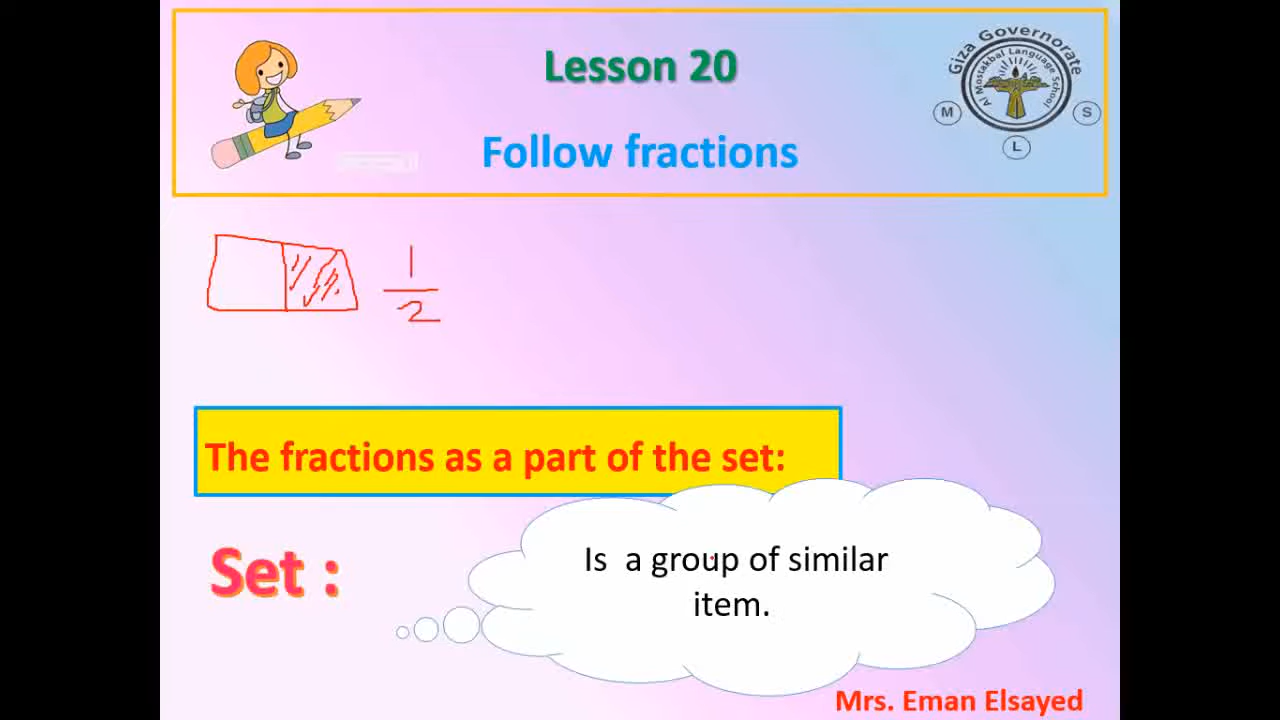 Lesson 20
Follow fractions
Giza Governorate
Al Mostakbal Language School
M
S
L
1
2
The fractions as a part of the set:
Set :
Is a group of similar
item.
Mrs. Eman Elsayed